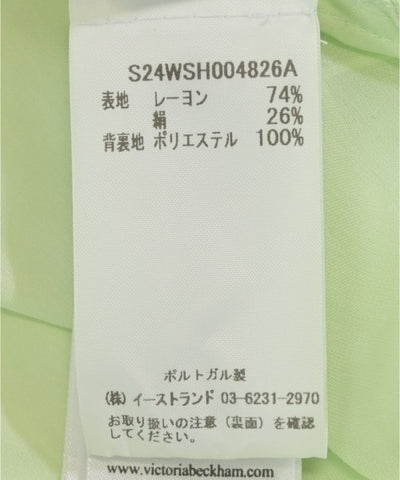 S24WSH004826A
表地 レーヨン 74%
絹 26%
背裏地 ポリエステル 100%
ポルトガル製
(株) イーストランド 03-6231-2970
お取り扱いの注意（裏面）を確認
してください。
www.victoriabeckham.com